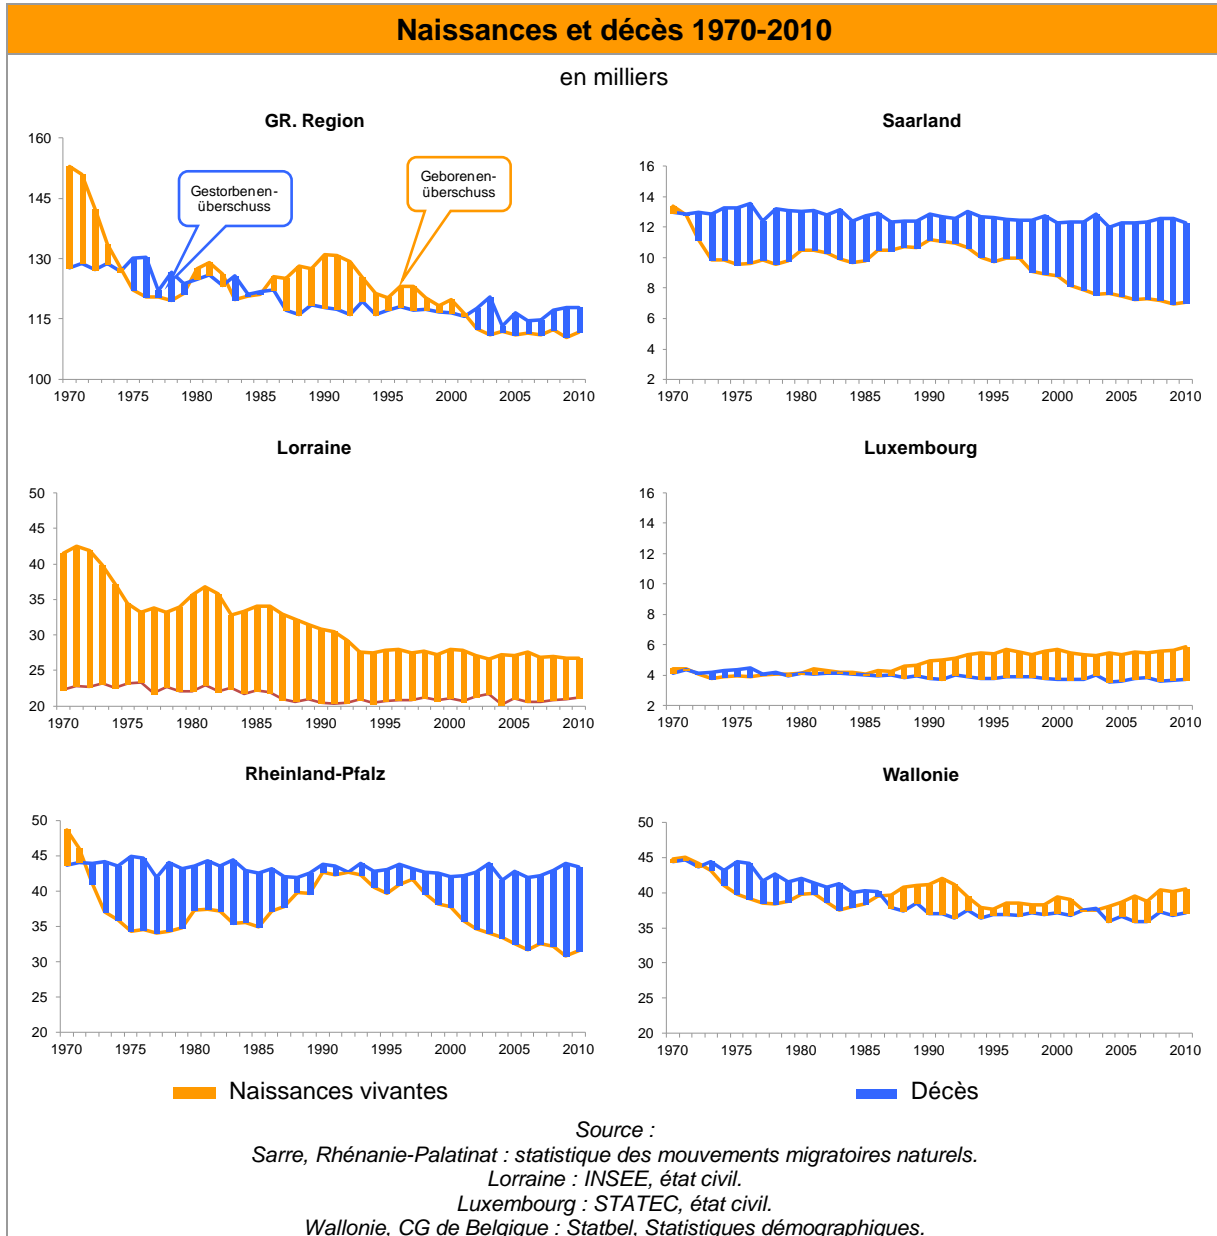 Naissances et décès 1970-2010
en milliers
GR. Region
160
145
130
115
100
1970 1975 1980 1985 1990 1995 2000 2005 2010
Gestorbenen-
überschuss
Geborenen-
überschuss
Saarland
16
14
12
10
8
6
4
2
1970 1975 1980 1985 1990 1995 2000 2005 2010
Lorraine
50
45
40
35
30
25
20
1970 1975 1980 1985 1990 1995 2000 2005 2010
Luxembourg
16
14
12
10
8
6
4
2
1970 1975 1980 1985 1990 1995 2000 2005 2010
Rheinland-Pfalz
50
45
40
35
30
25
20
1970 1975 1980 1985 1990 1995 2000 2005 2010
Wallonie
50
45
40
35
30
25
20
1970 1975 1980 1985 1990 1995 2000 2005 2010
Naissances vivantes
Décès
Source :
Sarre, Rhénanie-Palatinat : statistique des mouvements migratoires naturels.
Lorraine : INSEE, état civil.
Luxembourg : STATEC, état civil.
Wallonie, CG de Belgique : Statbel, Statistiques démographiques.